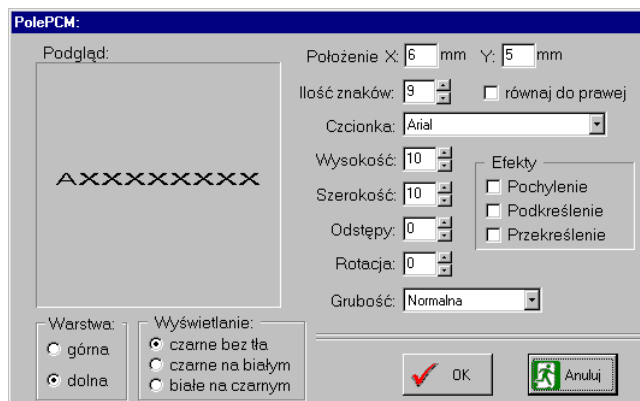 PolePCM:
Podgląd:
AXXXXXXXX
Położenie X: 6 mm Y: 5 mm
Ilość znaków: 9 równaj do prawej
Czcionka: Arial
Wysokość: 10
Szerokość: 10
Odstępy: 0
Rotacja: 0
Grubość: Normalna
Efekty
Pochylenie
Podkreślenie
Przekreślenie
Warstwa:
górna
dolna
Wyświetlanie:
czarne bez tła
czarne na białym
białe na czarnym
OK
Anuluj